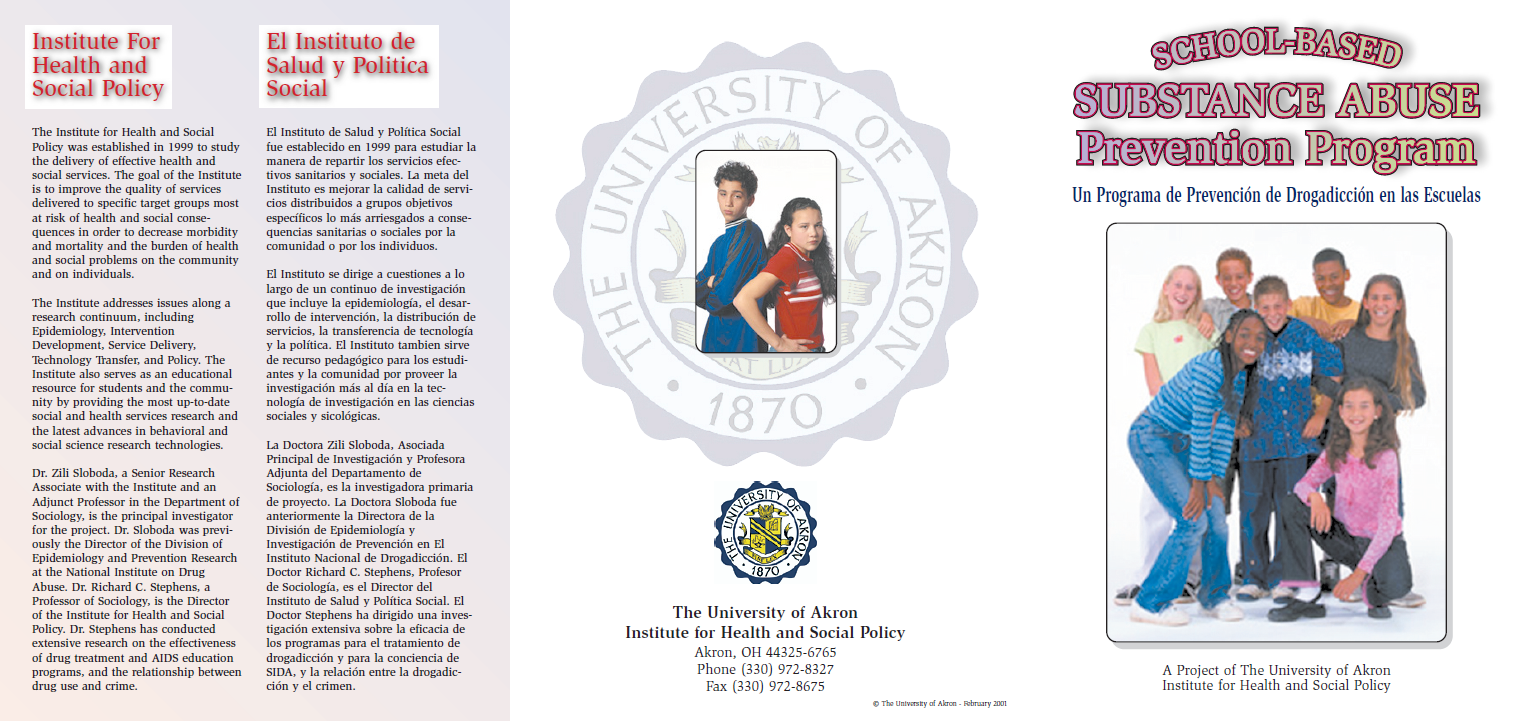 Institute For
Health and
Social Policy
The Institute for Health and Social
Policy was established in 1999 to study
the delivery of effective health and
social services. The goal of the Institute
is to improve the quality of services
delivered to specific target groups most
at risk of health and social conse-
quences in order to decrease morbidity
and mortality and the burden of health
and social problems on the community
and on individuals.
The Institute addresses issues along a
research continuum, including
Epidemiology, Intervention
Development, Service Delivery,
Technology Transfer, and Policy. The
Institute also serves as an educational
resource for students and the commu-
nity by providing the most up-to-date
social and health services research and
the latest advances in behavioral and
social science research technologies.
Dr. Zili Sloboda, a Senior Research
Associate with the Institute and an
Adjunct Professor in the Department of
Sociology, is the principal investigator
for the project. Dr. Sloboda was previ-
ously the Director of the Division of
Epidemiology and Prevention Research
at the National Institute on Drug
Abuse. Dr. Richard C. Stephens, a
Professor of Sociology, is the Director
of the Institute for Health and Social
Policy. Dr. Stephens has conducted
extensive research on the effectiveness
of drug treatment and AIDS education
programs, and the relationship between
drug use and crime.
El Instituto de
Salud y Politica
Social
El Instituto de Salud y Política Social
fue establecido en 1999 para estudiar la
manera de repartir los servicios efec-
tivos sanitarios y sociales. La meta del
Instituto es mejorar la calidad de servi-
cios distribuidos a grupos objetivos
específicos lo más arriesgados a conse-
quencias sanitarias o sociales por la
comunidad o por los individuos.
El Instituto se dirige a cuestiones a lo
largo de un continuo de investigación
que incluye la epidemiología, el desar-
rollo de intervención, la distribución de
servicios, la transferencia de tecnología
y la política. El Instituto tambien sirve
de recurso pedagógico para los estudi-
antes y la comunidad por proveer la
investigación más al día en la tec-
nología de investigación en las ciencias
sociales y sicológicas.
La Doctora Zili Sloboda, Asociada
Principal de Investigación y Profesora
Adjunta del Departamento de
Sociología, es la investigadora primaria
de proyecto. La Doctora Sloboda fue
anteriormente la Directora de la
División de Epidemiología y
Investigación de Prevención en El
Instituto Nacional de Drogadicción. El
Doctor Richard C. Stephens, Profesor
de Sociología, es el Director del
Instituto de Salud y Política Social. El
Doctor Stephens ha dirigido una inves-
tigación extensiva sobre la eficacia de
los programas para el tratamiento de
drogadicción y para la conciencia de
SIDA, y la relación entre la drogadic-
ción y el crimen.
THE UNIVERSITY OF AKRON
1870
THE UNIVERSITY OF AKRON
1870
The University of Akron
Institute for Health and Social Policy
Akron, OH 44325-6765
Phone (330) 972-8327
Fax (330) 972-8675
© The University of Akron - February 2001
SCHOOL-BASED
SUBSTANCE ABUSE
Prevention Program
Un Programa de Prevención de Drogadicción en las Escuelas
A Project of The University of Akron
Institute for Health and Social Policy